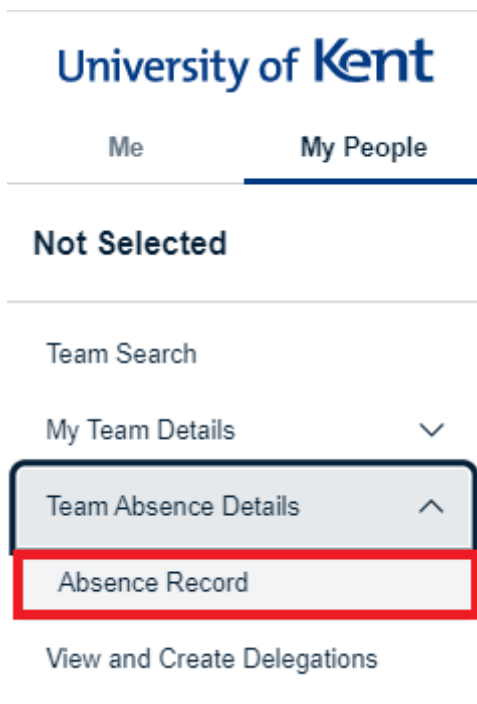 University of Kent
Me My People
Not Selected
Team Search
My Team Details
Team Absence Details
Absence Record
View and Create Delegations